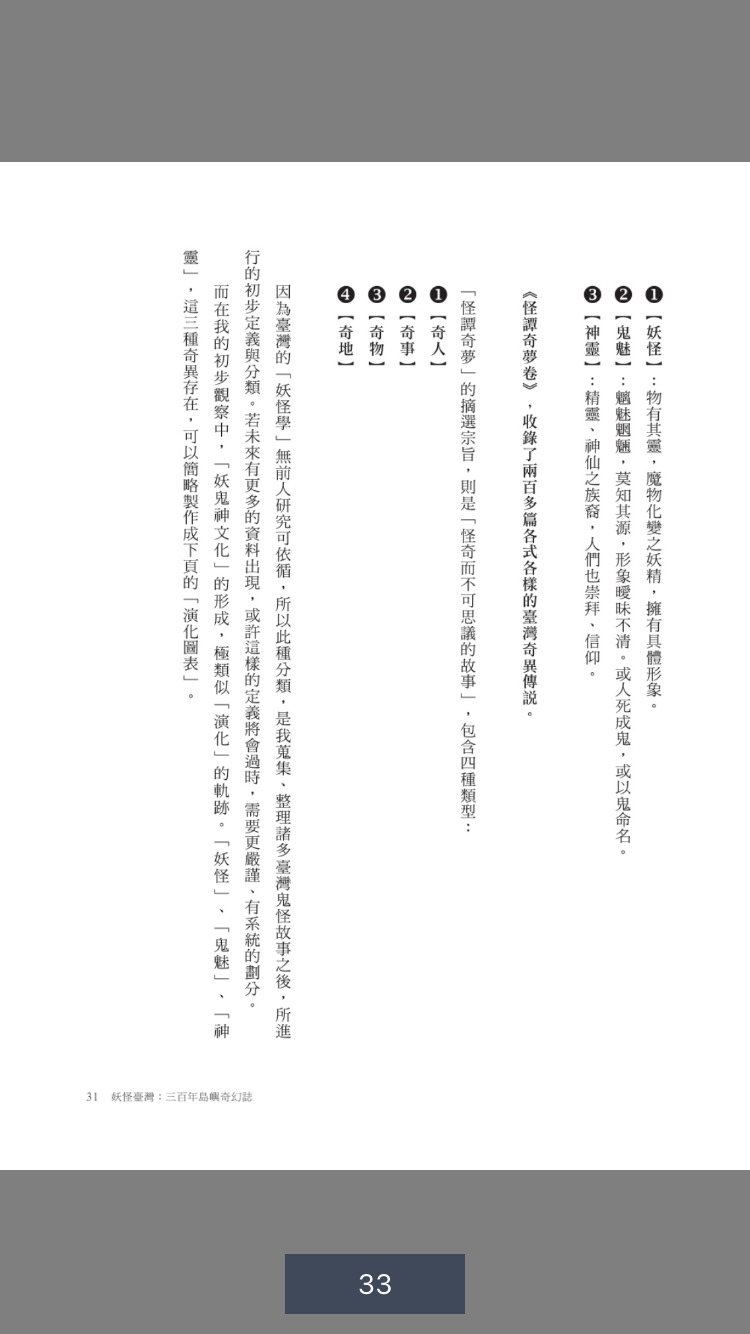 ❶【妖怪】：物有其靈，魔物化變之妖精，擁有具體形象。
❷【鬼魅】：魑魅魍魎，莫知其源，形象曖昧不清。或人死成鬼，或以鬼命名。
❸【神靈】：精靈、神仙之族裔，人們也崇拜、信仰。
《怪譚奇夢卷》，收錄了兩百多篇各式各樣的臺灣奇異傳說。
「怪譚奇夢」的摘選宗旨，則是「怪奇而不可思議的故事」，包含四種類型：
❶【奇人】
❷【奇事】
❸【奇物】
❹【奇地】
因為臺灣的「妖怪學」無前人研究可依循，所以此種分類，是我蒐集、整理諸多臺灣鬼怪故事之後，所進
行的初步定義與分類。若未來有更多的資料出現，或許這樣的定義將會過時，需要更嚴謹、有系統的劃分。
而在我的初步觀察中，「妖鬼神文化」的形成，極類似「演化」的軌跡。「妖怪」、「鬼魅」、「神
靈」，這三種奇異存在，可以簡略製作成下頁的「演化圖表」。
31 妖怪臺灣：三百年島嶼奇幻誌
33